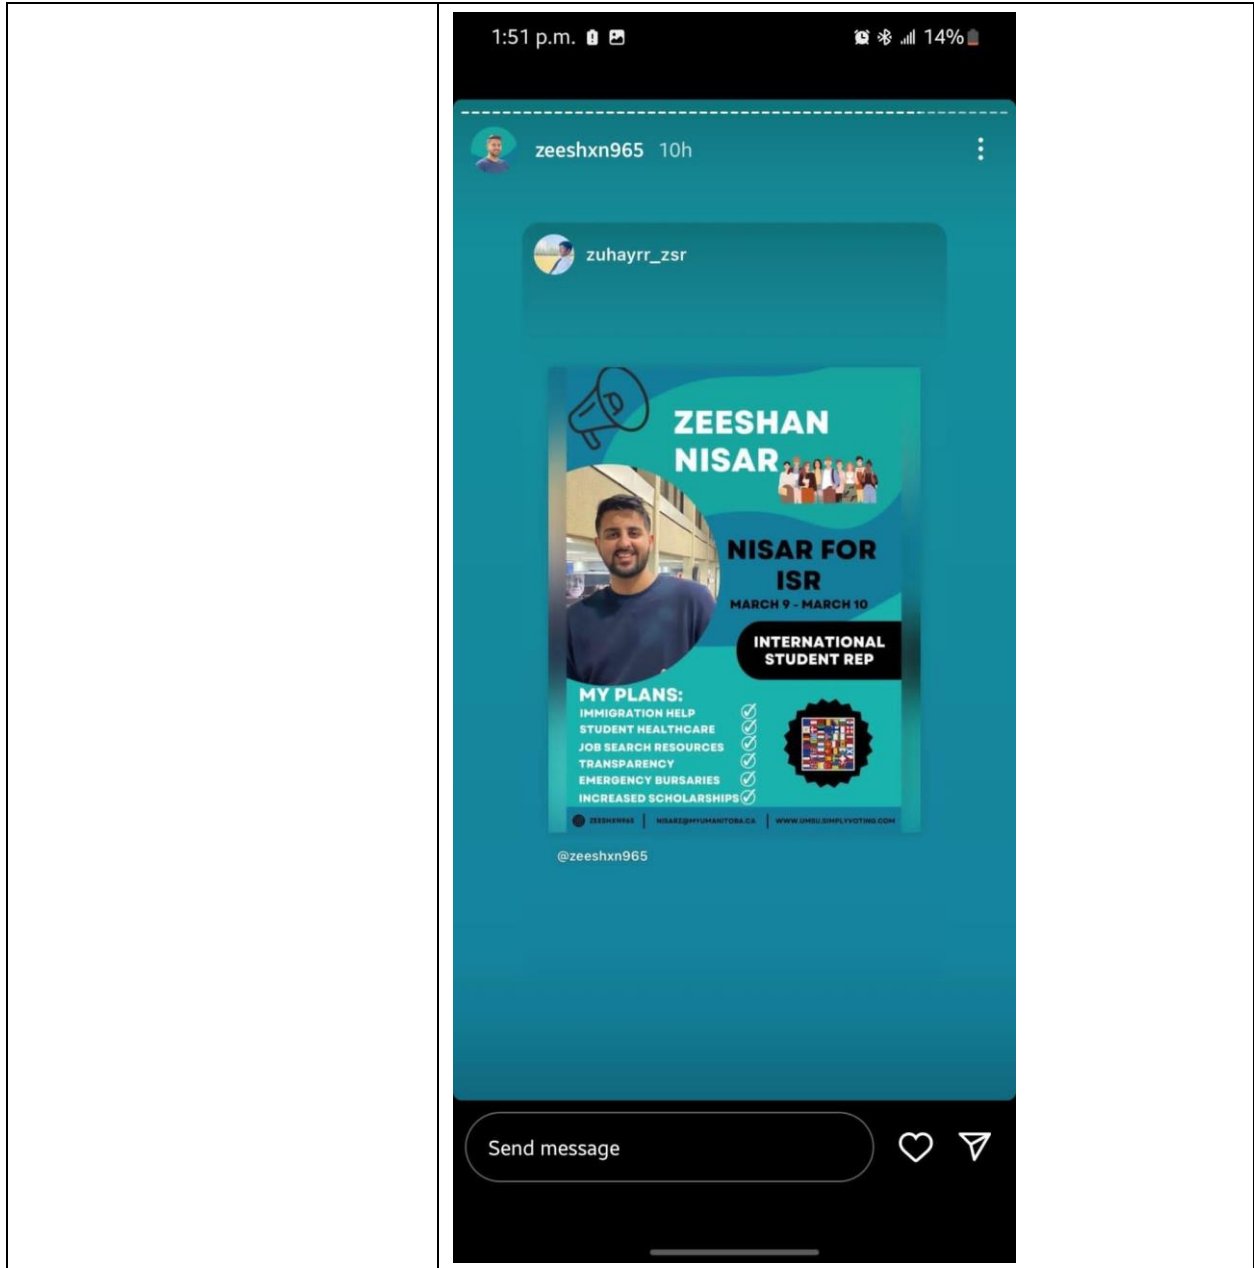 1:51 p.m. 14%
zeeshxn965 10h
zuhayrr_zsr
ZEESHAN
NISAR
NISAR FOR
ISR
MARCH 9 - MARCH 10
INTERNATIONAL
STUDENT REP
MY PLANS:
IMMIGRATION HELP
STUDENT HEALTHCARE
JOB SEARCH RESOURCES
TRANSPARENCY
EMERGENCY BURSARIES
INCREASED SCHOLARSHIPS
ZEESHXN965 | NISARZ@MYUMANITOBA.CA | WWW.UMSU.SIMPLYVOTING.COM
@zeeshxn965
Send message